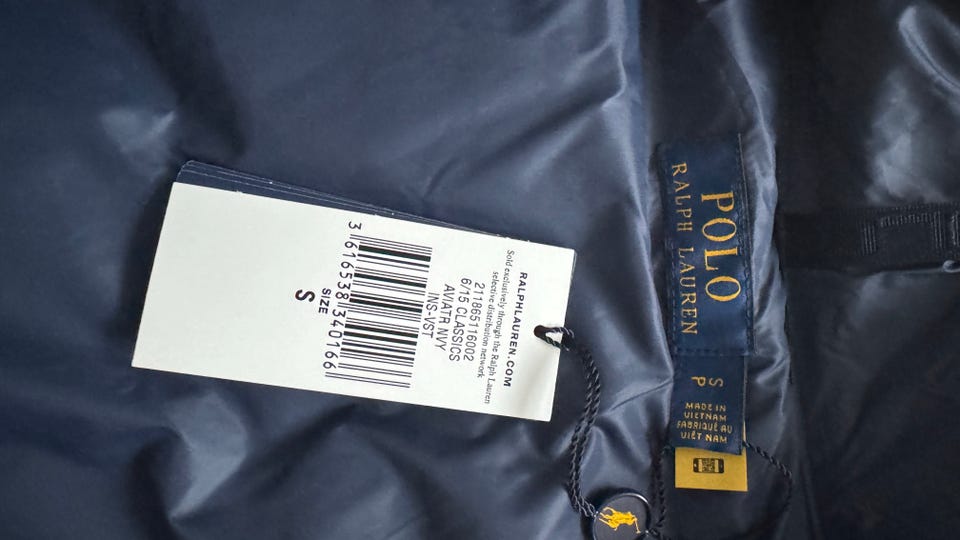 RALPHLAUREN.COM
Sold exclusively through the Ralph Lauren
selective distribution network
211865116002
6/15 CLASSICS
AVIATR NVY
INS-VST
3 616538 340166
SIZE
S
POLO
RALPH LAUREN
S
P
MADE IN
VIETNAM
FABRIQUÉ AU
VIÊT NAM